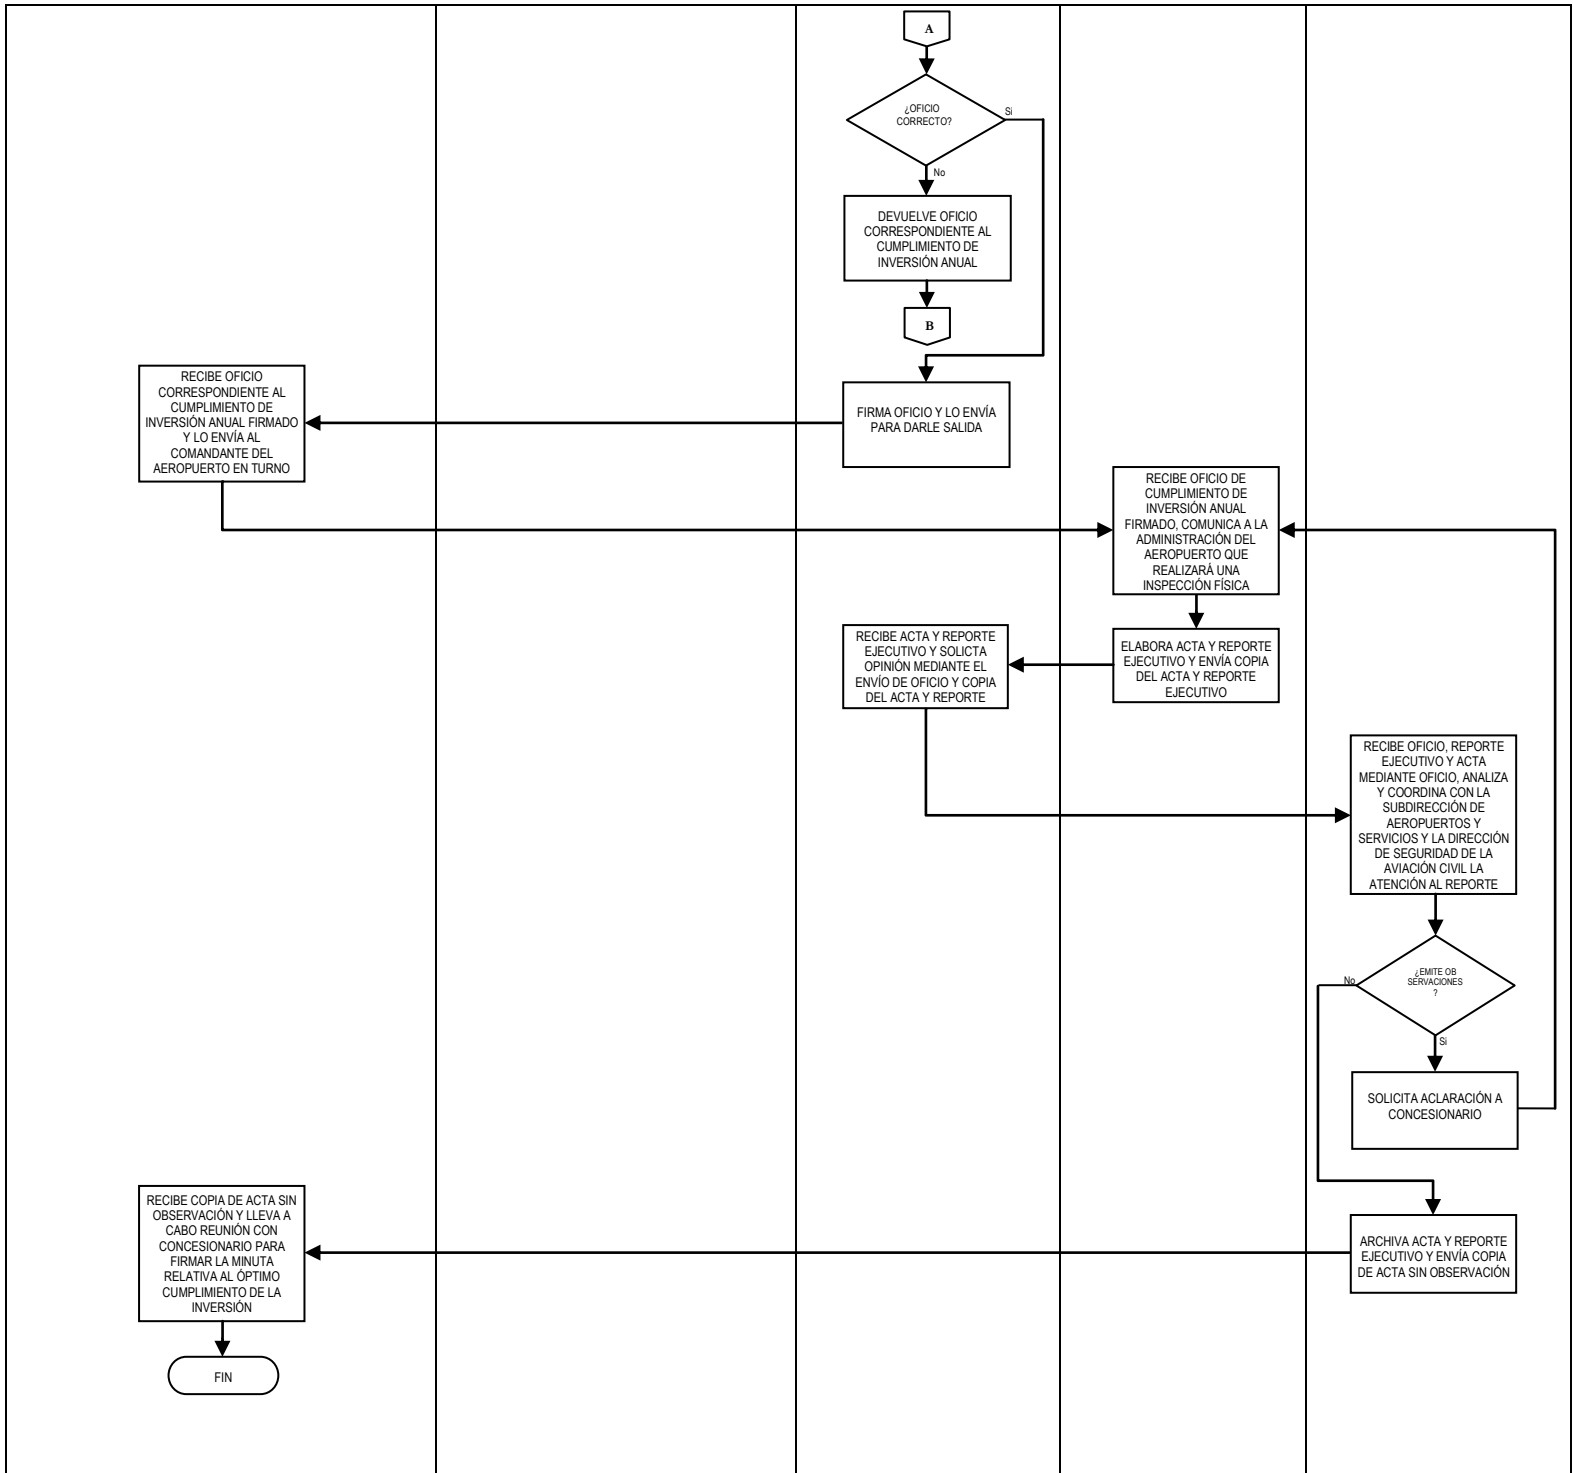 A
¿OFICIO
CORRECTO?
Si
No
DEVUELVE OFICIO
CORRESPONDIENTE AL
CUMPLIMIENTO DE
INVERSIÓN ANUAL
B
FIRMA OFICIO Y LO ENVÍA
PARA DARLE SALIDA
RECIBE OFICIO
CORRESPONDIENTE AL
CUMPLIMIENTO DE
INVERSIÓN ANUAL FIRMADO
Y LO ENVÍA AL
COMANDANTE DEL
AEROPUERTO EN TURNO
RECIBE OFICIO DE
CUMPLIMIENTO DE
INVERSIÓN ANUAL
FIRMADO, COMUNICA A LA
ADMINISTRACIÓN DEL
AEROPUERTO QUE
REALIZARÁ UNA
INSPECCIÓN FÍSICA
ELABORA ACTA Y REPORTE
EJECUTIVO Y ENVÍA COPIA
DEL ACTA Y REPORTE
EJECUTIVO
RECIBE ACTA Y REPORTE
EJECUTIVO Y SOLICTA
OPINIÓN MEDIANTE EL
ENVÍO DE OFICIO Y COPIA
DEL ACTA Y REPORTE
RECIBE OFICIO, REPORTE
EJECUTIVO Y ACTA
MEDIANTE OFICIO, ANALIZA
Y COORDINA CON LA
SUBDIRECCIÓN DE
AEROPUERTOS Y
SERVICIOS Y LA DIRECCIÓN
DE SEGURIDAD DE LA
AVIACIÓN CIVIL LA
ATENCIÓN AL REPORTE
¿EMITE OB
SERVACIONES
?
No
Si
SOLICITA ACLARACIÓN A
CONCESIONARIO
ARCHIVA ACTA Y REPORTE
EJECUTIVO Y ENVÍA COPIA
DE ACTA SIN OBSERVACIÓN
RECIBE COPIA DE ACTA SIN
OBSERVACIÓN Y LLEVA A
CABO REUNIÓN CON
CONCESIONARIO PARA
FIRMAR LA MINUTA
RELATIVA AL ÓPTIMO
CUMPLIMIENTO DE LA
INVERSIÓN
FIN